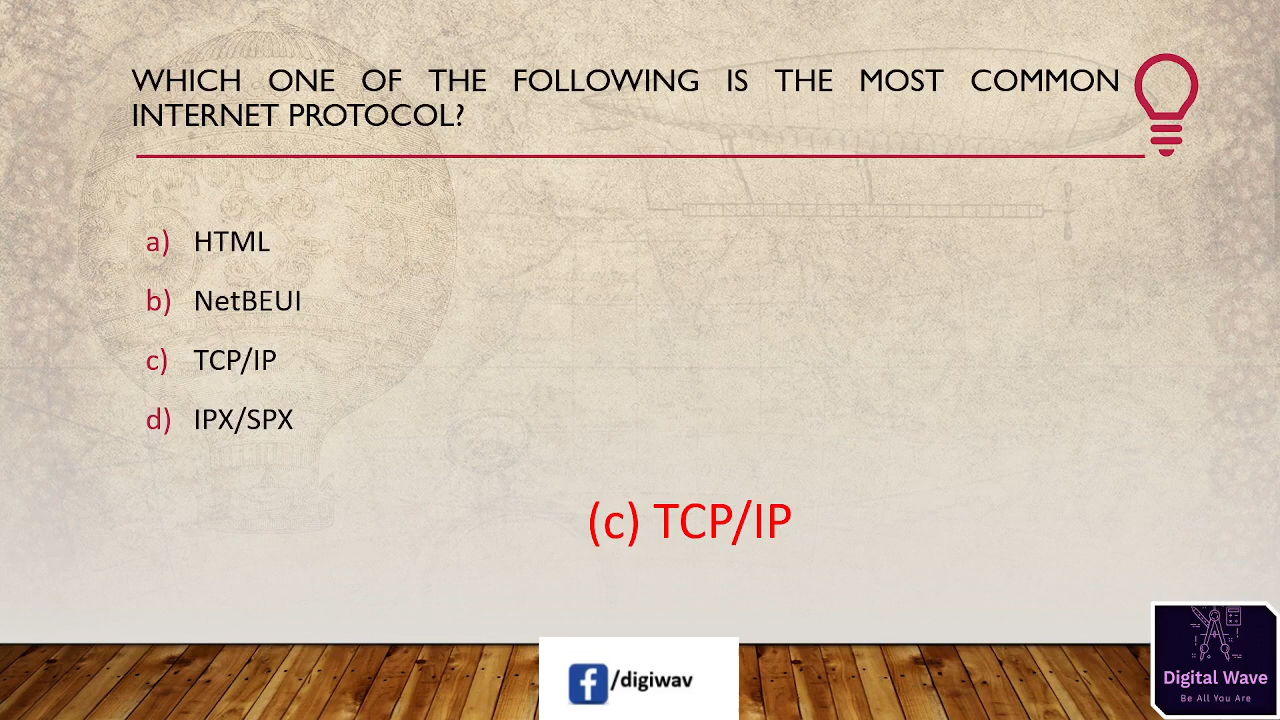 WHICH ONE OF THE FOLLOWING IS THE MOST COMMON
INTERNET PROTOCOL?
a) HTML
b) NetBEUI
c) TCP/IP
d) IPX/SPX
(c) TCP/IP
f/digiwav
Digital Wave
Be All You Are